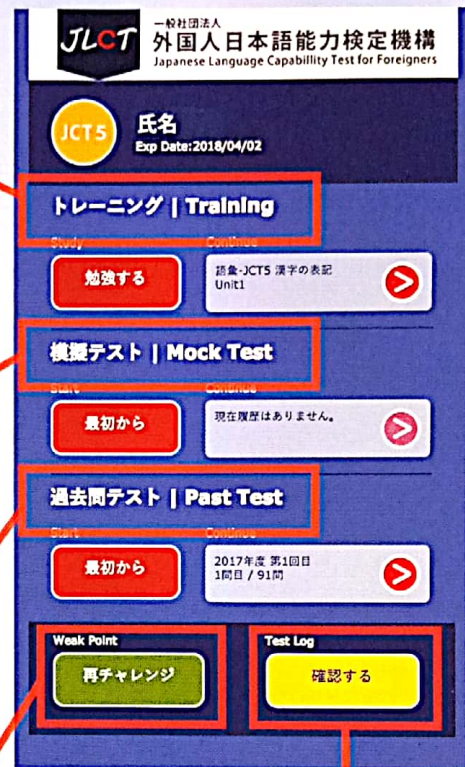 JLCT
一般社団法人
外国人日本語能力検定機構
Japanese Language Capabillity Test for Foreigners
JCT5
氏名
Exp Date:2018/04/02
トレーニング | Training
Study
Continue
勉強する
語彙-JCT5 漢字の表記
Unit1
模擬テスト | Mock Test
Start
Continue
最初から
現在履歴はありません。
過去問テスト | Past Test
Start
Continue
最初から
2017年度 第1回目
1問目 / 91問
Weak Point
Test Log
再チャレンジ
確認する